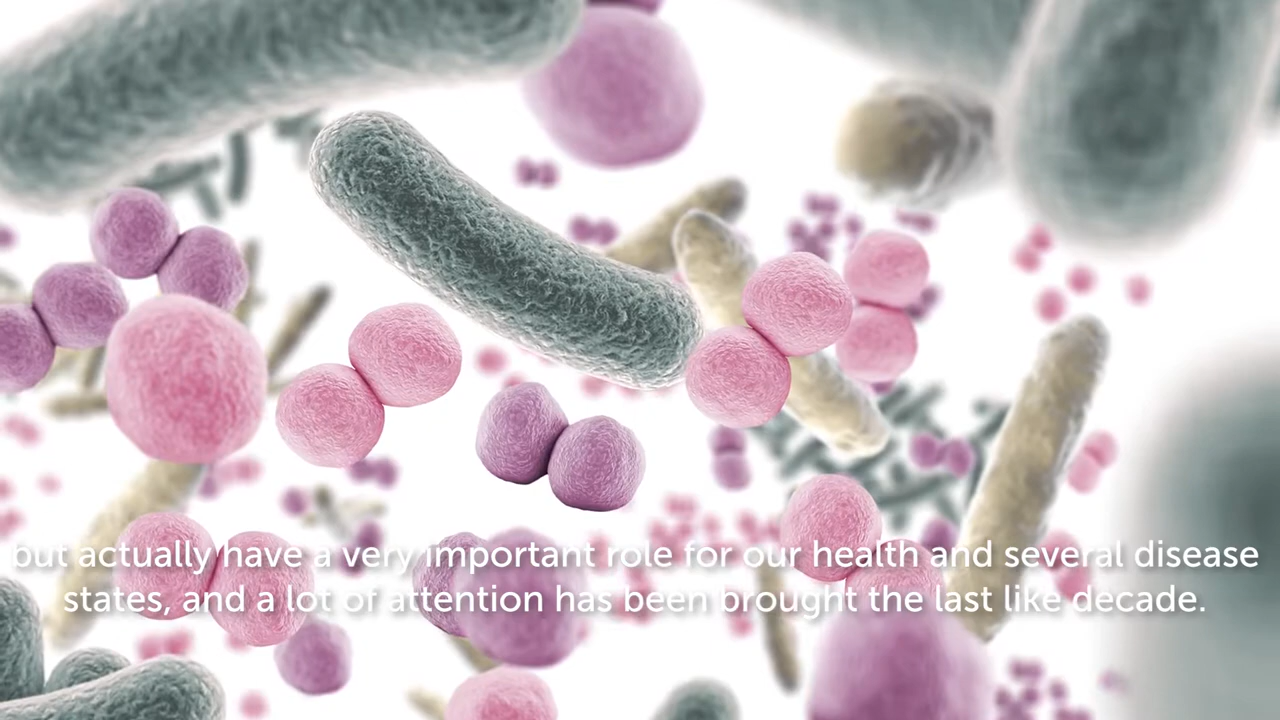 but actually have a very important role for our health and several disease
states, and a lot of attention has been brought the last like decade.